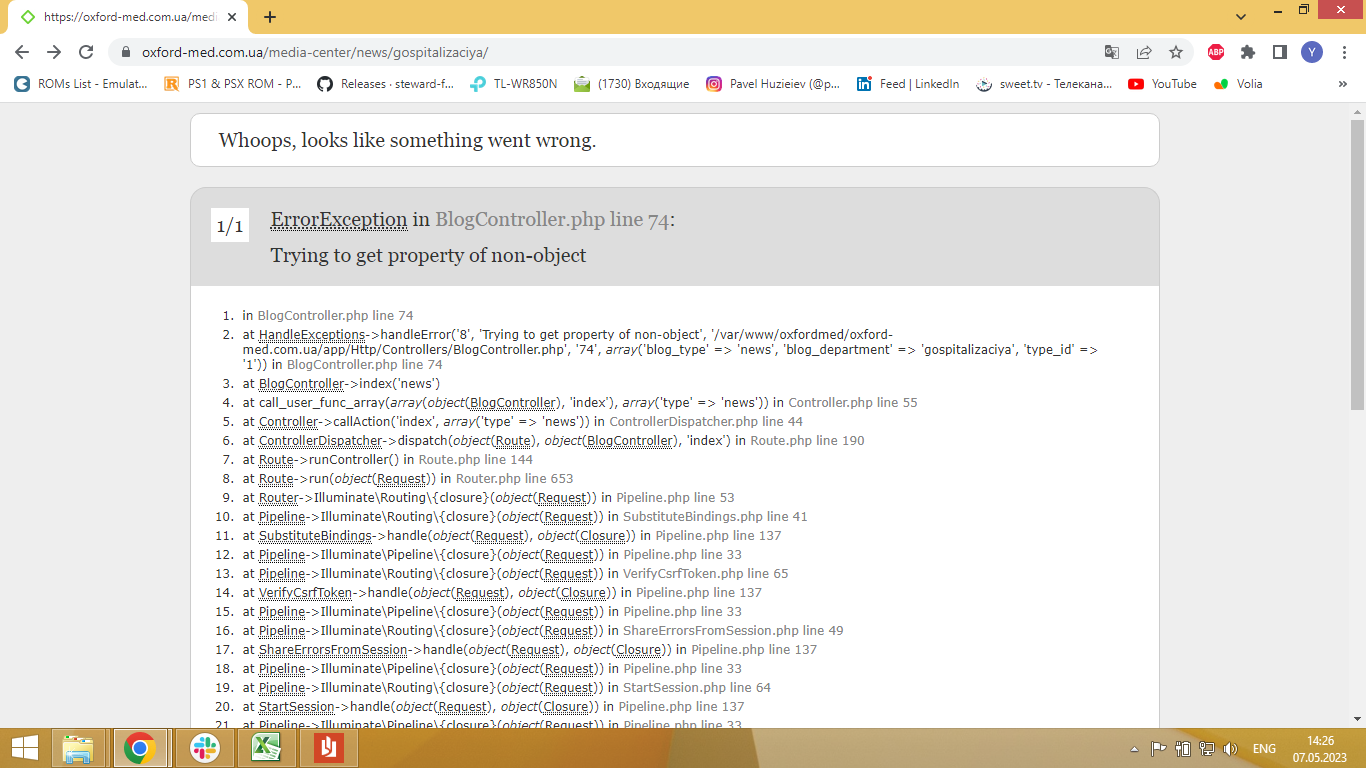 https://oxford-med.com.ua/medi
oxford-med.com.ua/media-center/news/gospitalizaciya/
ABP
Y
ROMs List - Emulat...
PS1 & PSX ROM - P...
Releases · steward-f...
TL-WR850N
(1730) Входящие
Pavel Huzieiev (@p...
Feed | LinkedIn
sweet.tv - Телекана...
YouTube
Volia
»
Whoops, looks like something went wrong.
1/1
ErrorException in BlogController.php line 74:
Trying to get property of non-object
1. in BlogController.php line 74
2. at HandleExceptions->handleError('8', 'Trying to get property of non-object', '/var/www/oxfordmed/oxford-
med.com.ua/app/Http/Controllers/BlogController.php', '74', array('blog_type' => 'news', 'blog_department' => 'gospitalizaciya', 'type_id' =>
'1')) in BlogController.php line 74
3. at BlogController->index('news')
4. at call_user_func_array(array(object(BlogController), 'index'), array('type' => 'news')) in Controller.php line 55
5. at Controller->callAction('index', array('type' => 'news')) in ControllerDispatcher.php line 44
6. at ControllerDispatcher->dispatch(object(Route), object(BlogController), 'index') in Route.php line 190
7. at Route->runController() in Route.php line 144
8. at Route->run(object(Request)) in Router.php line 653
9. at Router->Illuminate\Routing\{closure}(object(Request)) in Pipeline.php line 53
10. at Pipeline->Illuminate\Routing\{closure}(object(Request)) in SubstituteBindings.php line 41
11. at SubstituteBindings->handle(object(Request), object(Closure)) in Pipeline.php line 137
12. at Pipeline->Illuminate\Pipeline\{closure}(object(Request)) in Pipeline.php line 33
13. at Pipeline->Illuminate\Routing\{closure}(object(Request)) in VerifyCsrfToken.php line 65
14. at VerifyCsrfToken->handle(object(Request), object(Closure)) in Pipeline.php line 137
15. at Pipeline->Illuminate\Pipeline\{closure}(object(Request)) in Pipeline.php line 33
16. at Pipeline->Illuminate\Routing\{closure}(object(Request)) in ShareErrorsFromSession.php line 49
17. at ShareErrorsFromSession->handle(object(Request), object(Closure)) in Pipeline.php line 137
18. at Pipeline->Illuminate\Pipeline\{closure}(object(Request)) in Pipeline.php line 33
19. at Pipeline->Illuminate\Routing\{closure}(object(Request)) in StartSession.php line 64
20. at StartSession->handle(object(Request), object(Closure)) in Pipeline.php line 137
21. at Pipeline->Illuminate\Pipeline\{closure}(object(Request)) in Pipeline.php line 33
ENG
14:26
07.05.2023